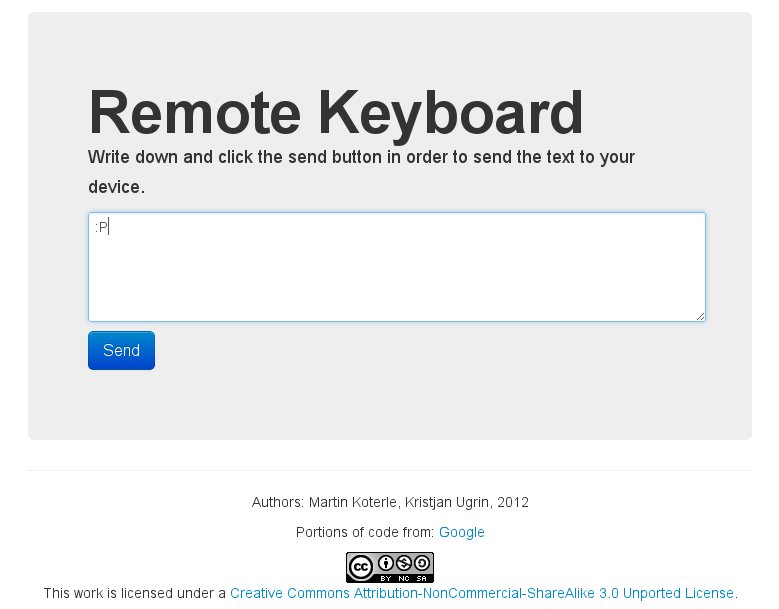 Remote Keyboard
Write down and click the send button in order to send the text to your
device.
:P
Send
Authors: Martin Koterle, Kristjan Ugrin, 2012
Portions of code from: Google
cc
BY NC SA
This work is licensed under a Creative Commons Attribution-NonCommercial-ShareAlike 3.0 Unported License.